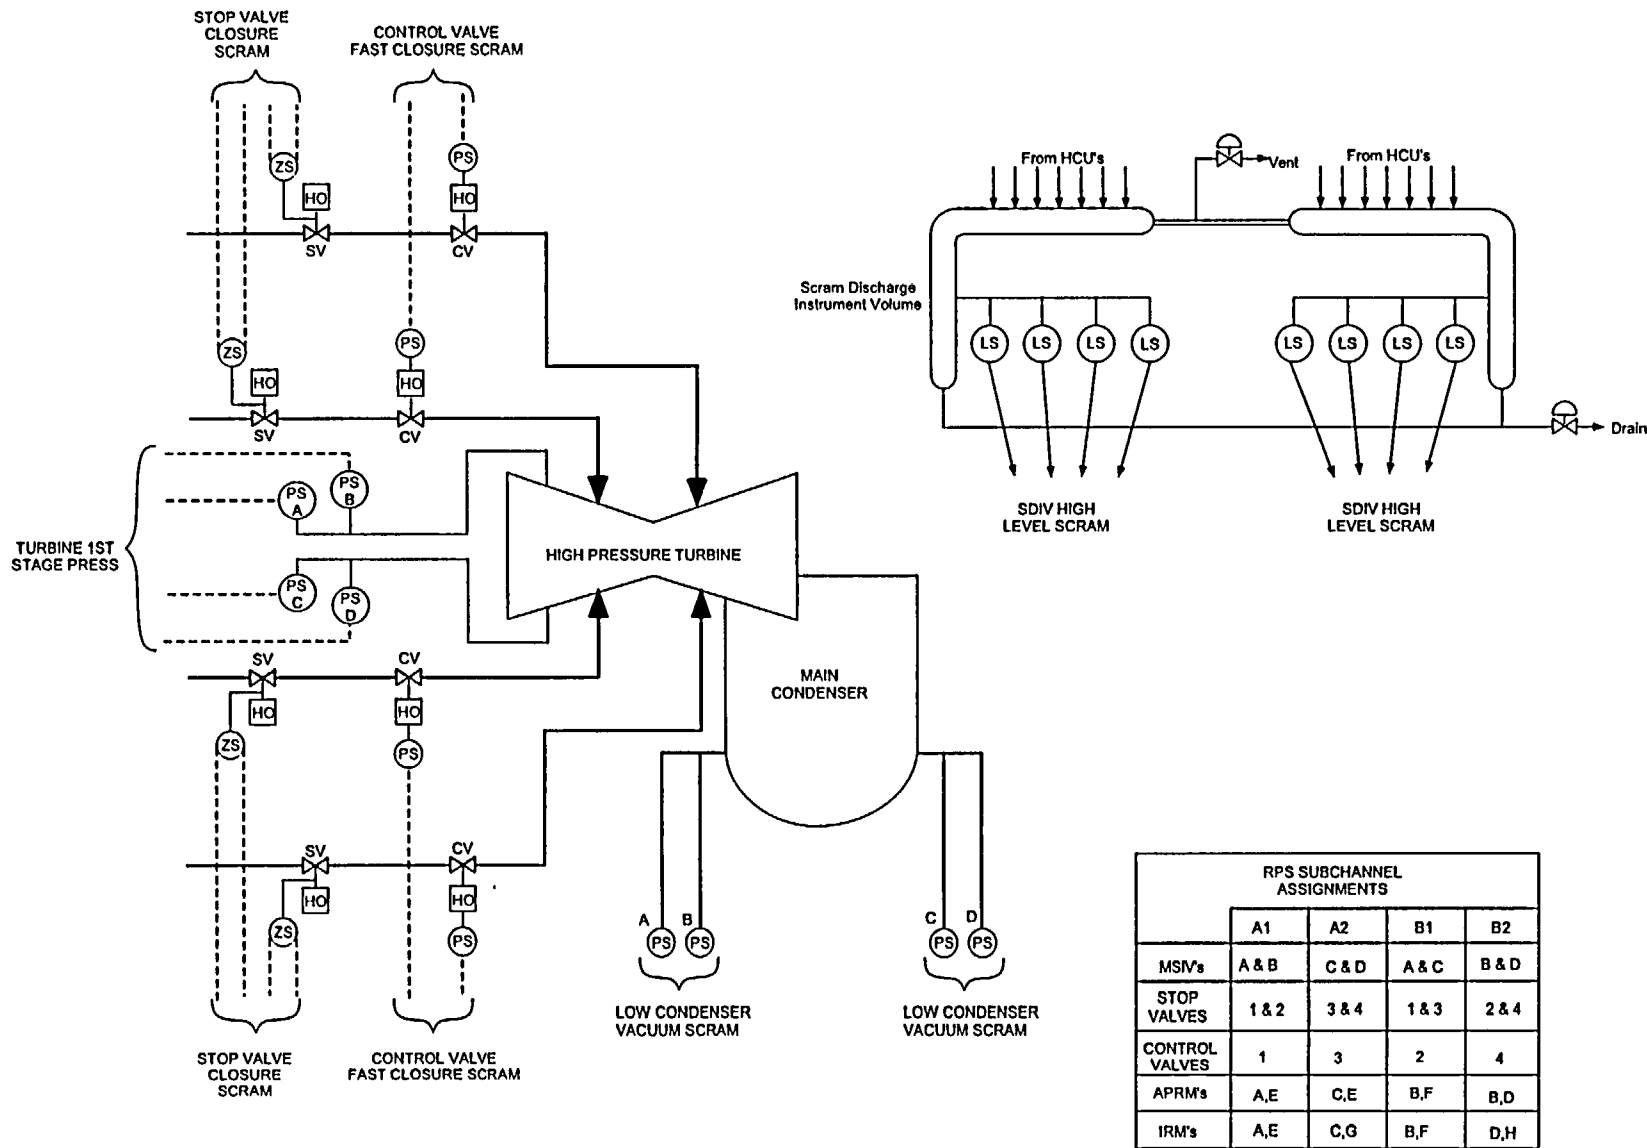 STOP VALVE
CLOSURE
SCRAM
CONTROL VALVE
FAST CLOSURE SCRAM
ZS
HO
SV
PS
HO
CV
ZS
HO
SV
PS
HO
CV
From HCU's
Vent
From HCU's
Scram Discharge
Instrument Volume
LS
LS
LS
LS
LS
LS
LS
LS
Drain
SDIV HIGH
LEVEL SCRAM
SDIV HIGH
LEVEL SCRAM
TURBINE 1ST
STAGE PRESS
PS
A
PS
B
PS
C
PS
D
HIGH PRESSURE TURBINE
MAIN
CONDENSER
SV
HO
ZS
CV
HO
PS
SV
HO
ZS
CV
HO
PS
STOP VALVE
CLOSURE
SCRAM
CONTROL VALVE
FAST CLOSURE SCRAM
A
B
PS
PS
LOW CONDENSER
VACUUM SCRAM
C
D
PS
PS
LOW CONDENSER
VACUUM SCRAM
RPS SUBCHANNEL
ASSIGNMENTS
A1 A2 B1 B2
MSIV's A & B C & D A & C B & D
STOP
VALVES 1 & 2 3 & 4 1 & 3 2 & 4
CONTROL
VALVES 1 3 2 4
APRM's A,E C,E B,F B,D
IRM's A,E C,G B,F D,H